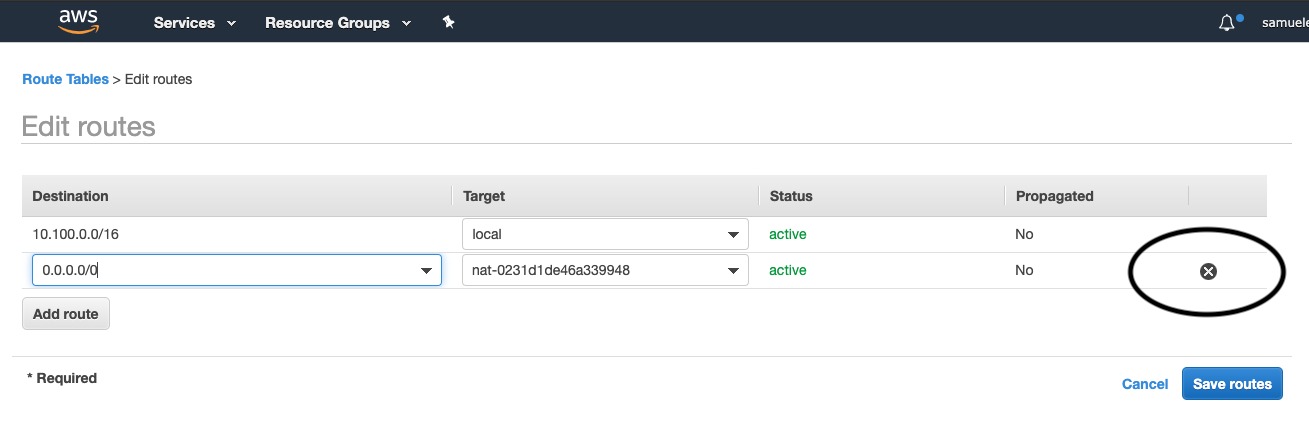 aws Services Resource Groups samuele
Route Tables > Edit routes
Edit routes
Destination Target Status Propagated
10.100.0.0/16 local active No
0.0.0.0/0 nat-0231d1de46a339948 active No
Add route
* Required
Cancel Save routes